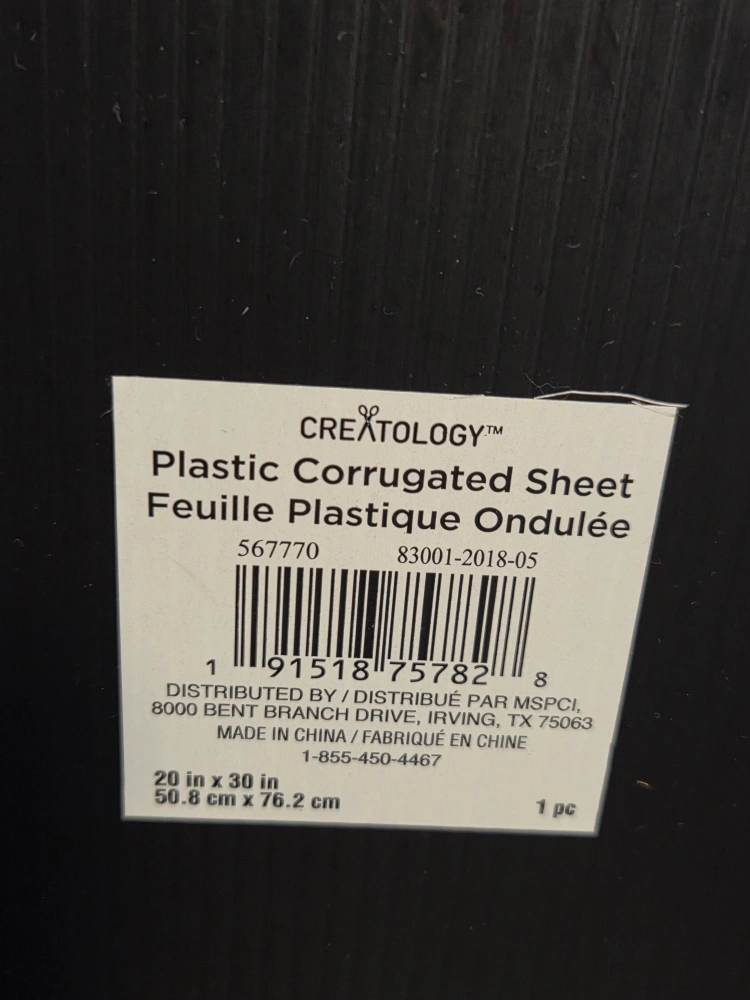 CREATOLOGY™
Plastic Corrugated Sheet
Feuille Plastique Ondulée
567770 83001-2018-05
1 91518 75782 8
DISTRIBUTED BY / DISTRIBUÉ PAR MSPCI,
8000 BENT BRANCH DRIVE, IRVING, TX 75063
MADE IN CHINA / FABRIQUÉ EN CHINE
1-855-450-4467
20 in x 30 in
50.8 cm x 76.2 cm
1 pc